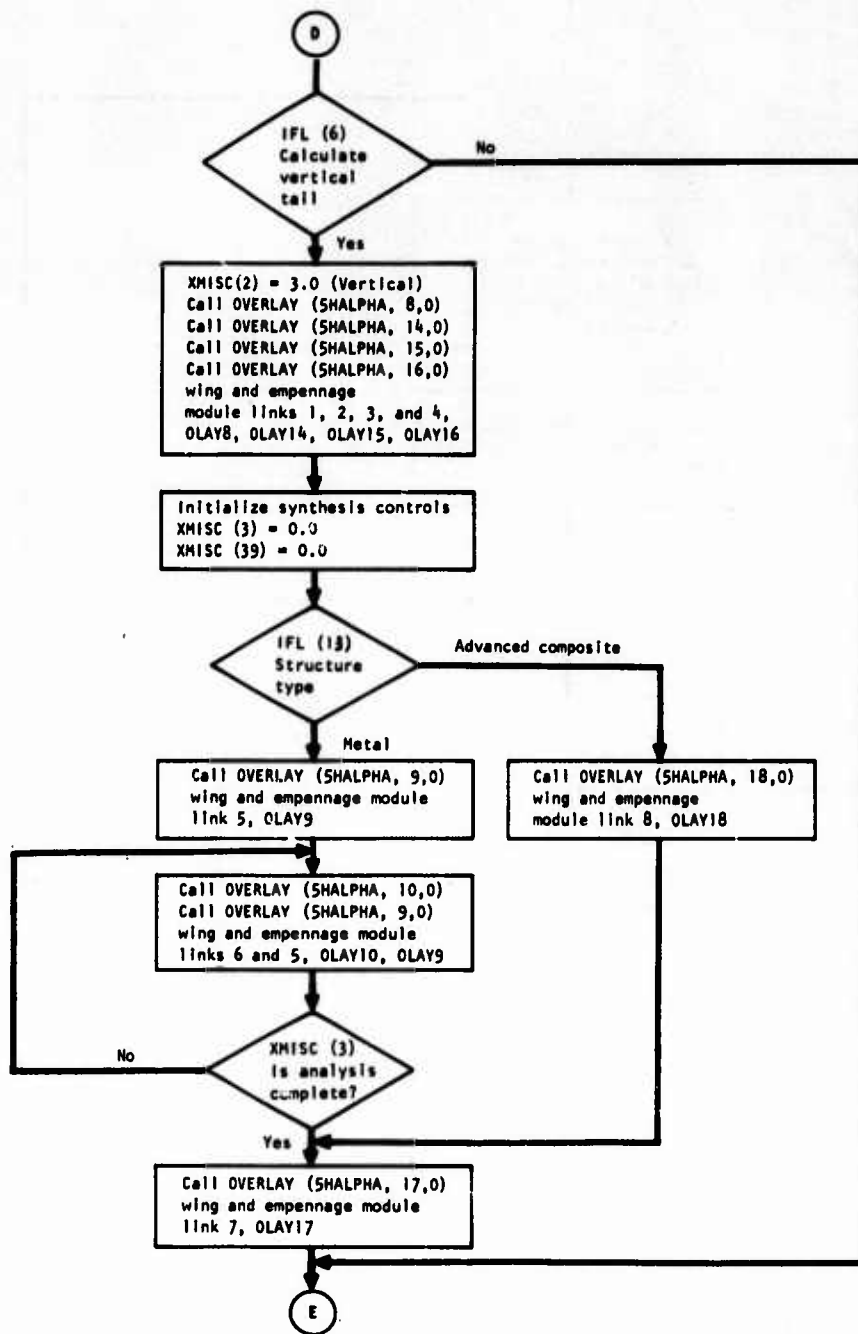 D
IFL (6)
Calculate
vertical
tail
No
Yes
XMISC(2) = 3.0 (Vertical)
Call OVERLAY (5HALPHA, 8,0)
Call OVERLAY (5HALPHA, 14,0)
Call OVERLAY (5HALPHA, 15,0)
Call OVERLAY (5HALPHA, 16,0)
wing and empennage
module links 1, 2, 3, and 4,
OLAY8, OLAY14, OLAY15, OLAY16
Initialize synthesis controls
XMISC (3) = 0.0
XMISC (39) = 0.0
IFL (13)
Structure
type
Advanced composite
Metal
Call OVERLAY (5HALPHA, 9,0)
wing and empennage module
link 5, OLAY9
Call OVERLAY (5HALPHA, 18,0)
wing and empennage
module link 8, OLAY18
Call OVERLAY (5HALPHA, 10,0)
Call OVERLAY (5HALPHA, 9,0)
wing and empennage module
links 6 and 5, OLAY10, OLAY9
XMISC (3)
Is analysis
complete?
No
Yes
Call OVERLAY (5HALPHA, 17,0)
wing and empennage module
link 7, OLAY17
E